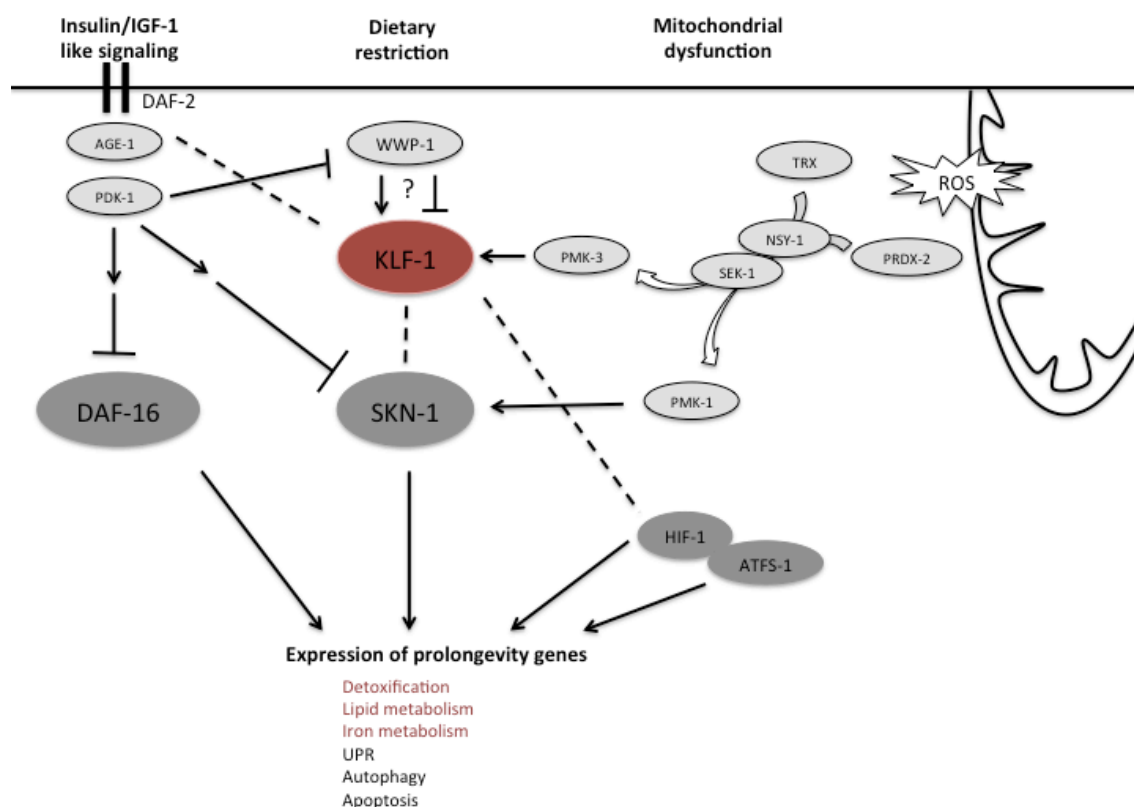 Insulin/IGF-1
like signaling
Dietary
restriction
Mitochondrial
dysfunction
DAF-2
AGE-1
WWP-1
TRX
PDK-1
?
ROS
NSY-1
KLF-1
PMK-3
SEK-1
PRDX-2
DAF-16
SKN-1
PMK-1
HIF-1
ATFS-1
Expression of prolongevity genes
Detoxification
Lipid metabolism
Iron metabolism
UPR
Autophagy
Apoptosis